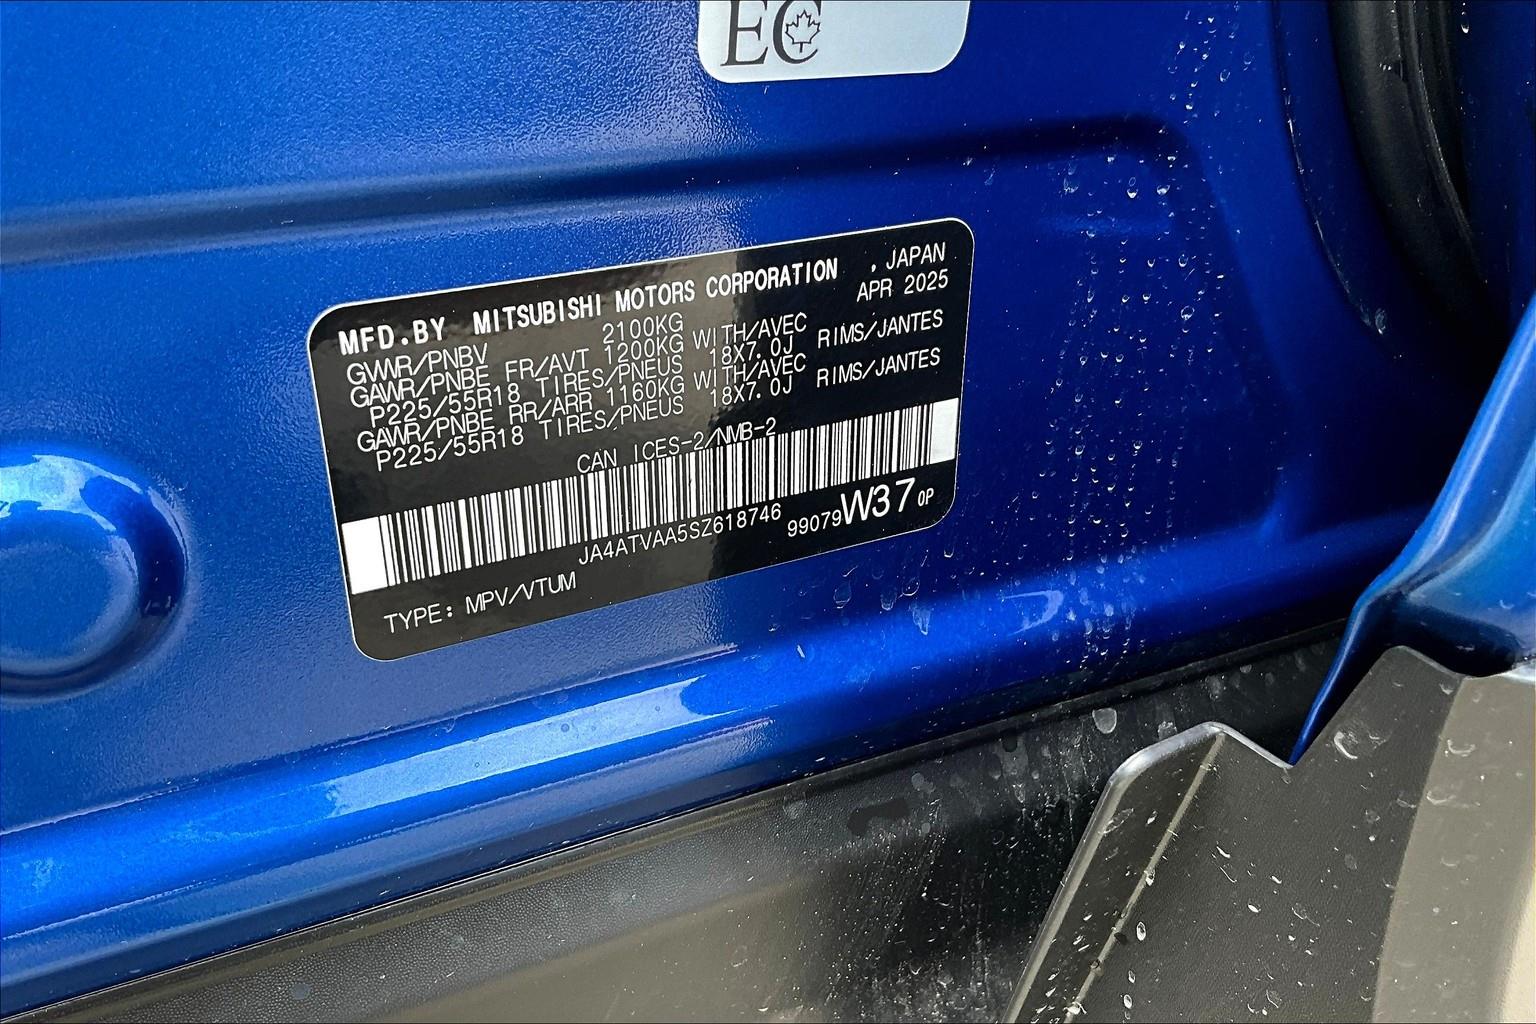 EC
MFD.BY MITSUBISHI MOTORS CORPORATION , JAPAN
APR 2025
GVWR/PNBV 2100KG
GAWR/PNBE FR/AVT 1200KG WITH/AVEC
P225/55R18 TIRES/PNEUS 18X7.0J RIMS/JANTES
GAWR/PNBE RR/ARR 1160KG WITH/AVEC
P225/55R18 TIRES/PNEUS 18X7.0J RIMS/JANTES
CAN ICES-2/NMB-2
JA4ATVAA5SZ618746 99079W37 0P
TYPE: MPV/VTUM